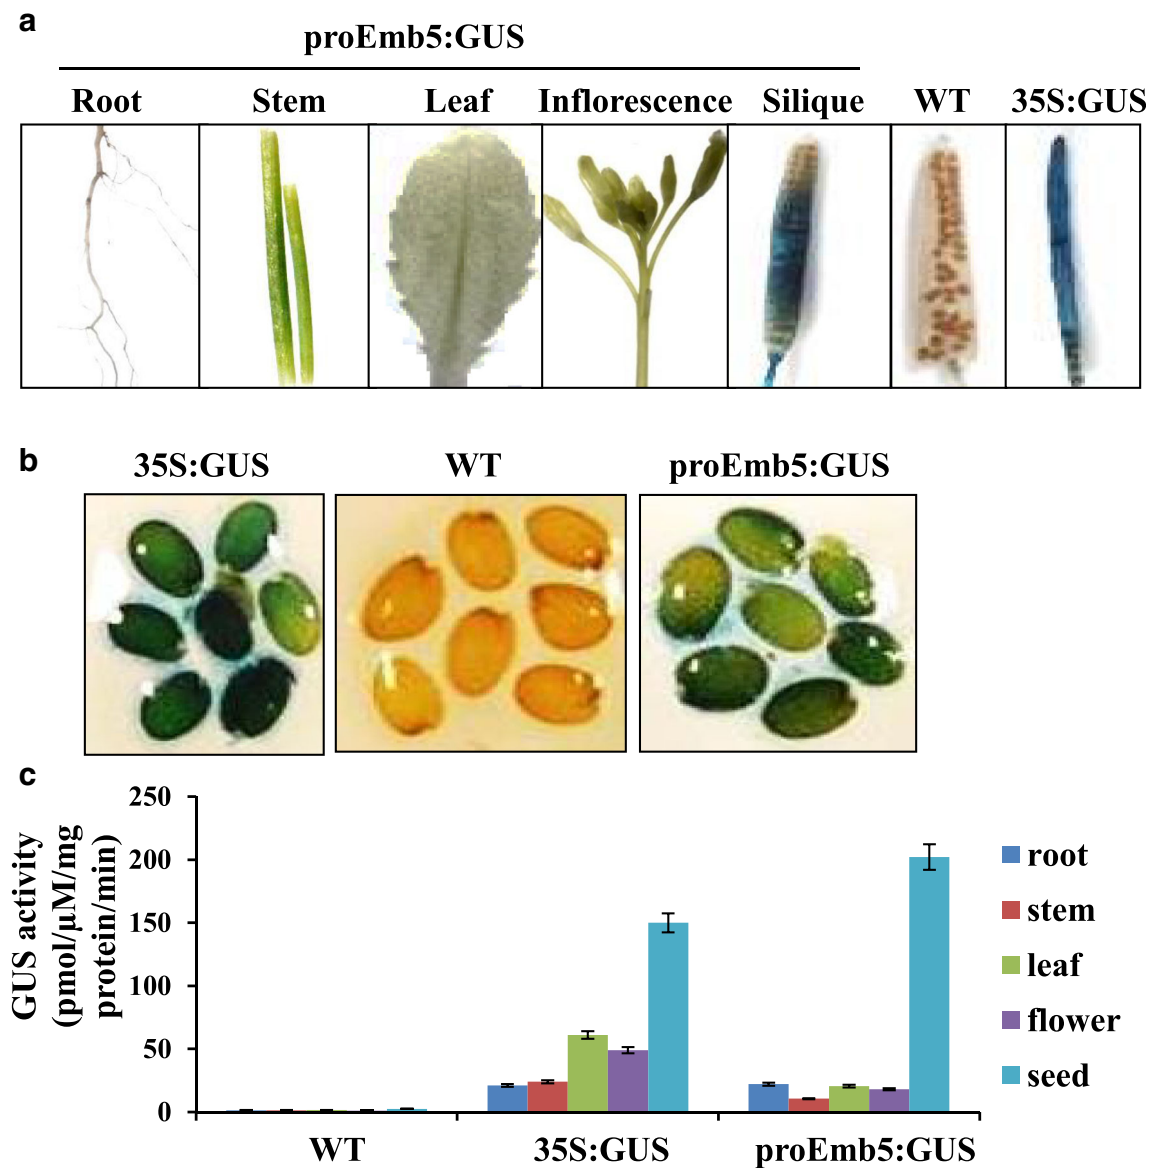 a
proEmb5:GUS
Root Stem Leaf Inflorescence Silique WT 35S:GUS
b
35S:GUS WT proEmb5:GUS
c
GUS activity
(pmol/μM/mg
protein/min)
250
200
150
100
50
0
WT 35S:GUS proEmb5:GUS
root
stem
leaf
flower
seed